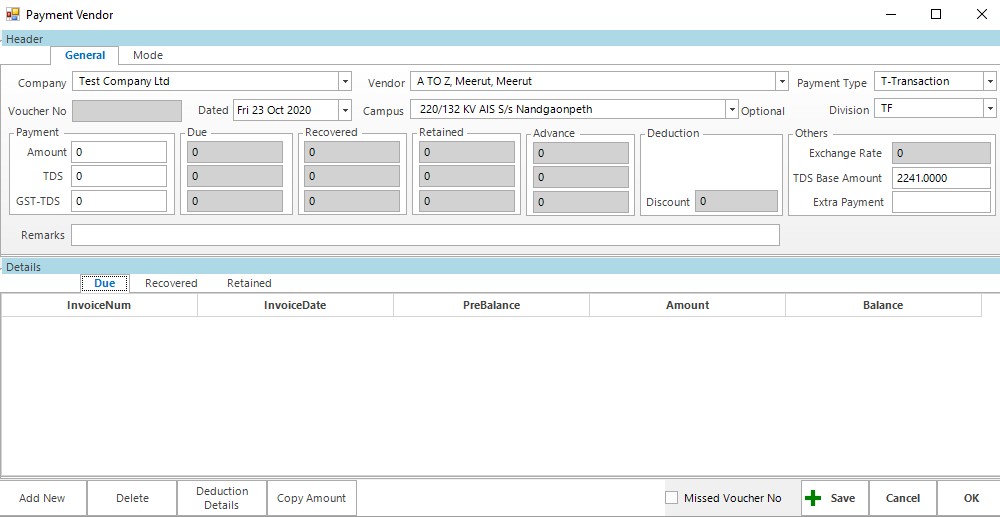 Payment Vendor
Header
General Mode
Company Test Company Ltd Vendor A TO Z, Meerut, Meerut Payment Type T-Transaction
Voucher No Dated Fri 23 Oct 2020 Campus 220/132 KV AIS S/s Nandgaonpeth Optional Division TF
Payment Due Recovered Retained Advance Deduction Others
Amount 0 0 0 0 0 Exchange Rate 0
TDS 0 0 0 0 0 TDS Base Amount 2241.0000
GST-TDS 0 0 0 0 0 Discount 0 Extra Payment
Remarks
Details
Due Recovered Retained
InvoiceNum InvoiceDate PreBalance Amount Balance
Add New Delete Deduction Details Copy Amount Missed Voucher No Save Cancel OK